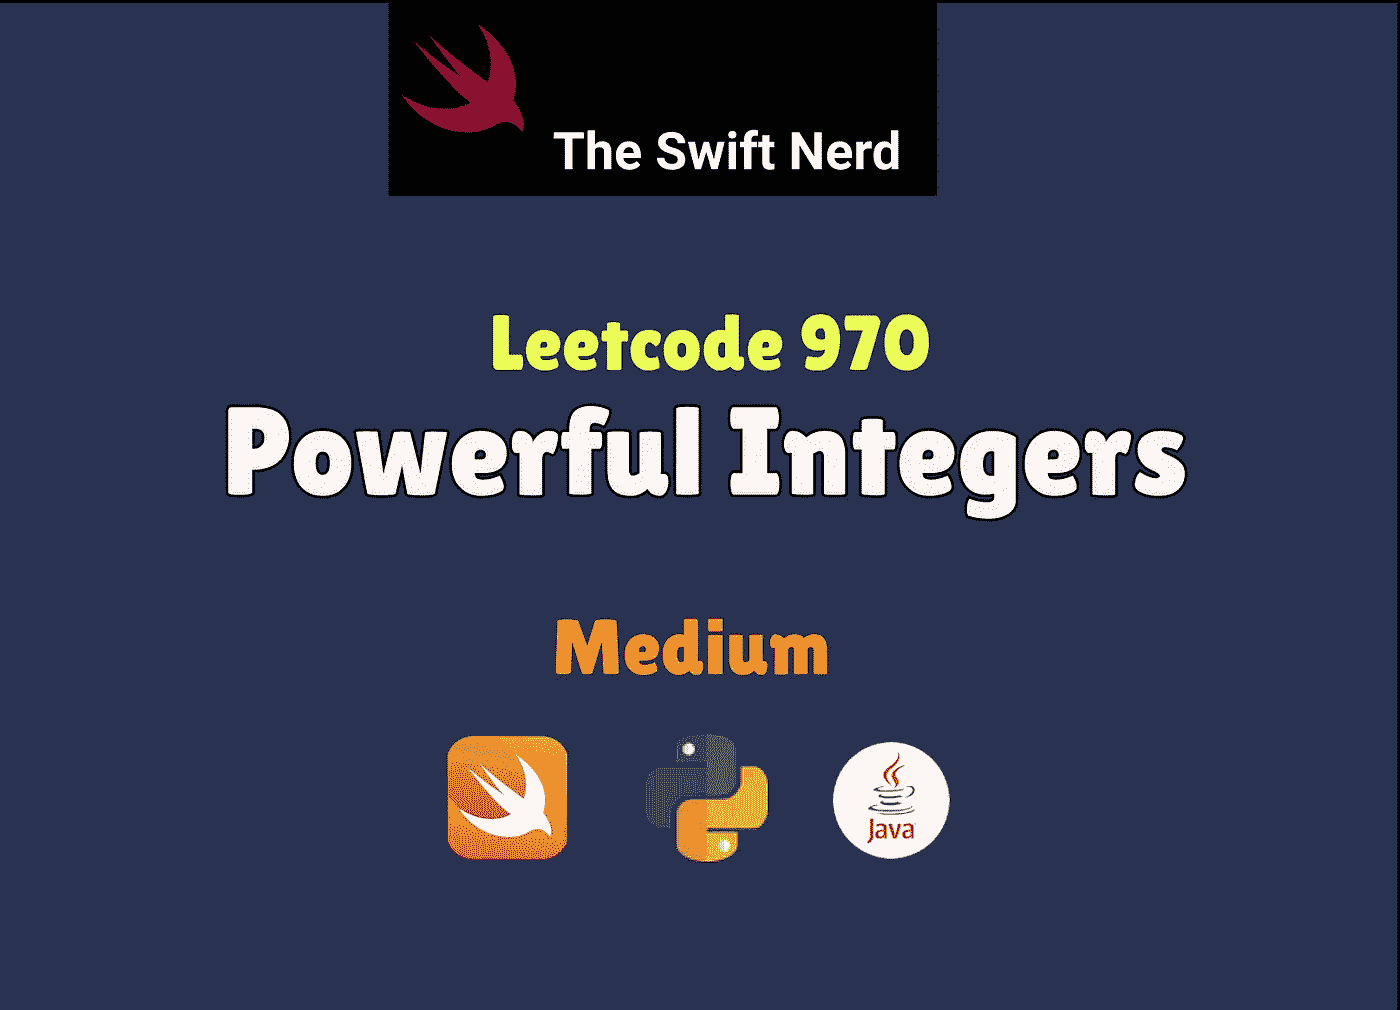 The Swift Nerd
Leetcode 970
Powerful Integers
Medium
Java